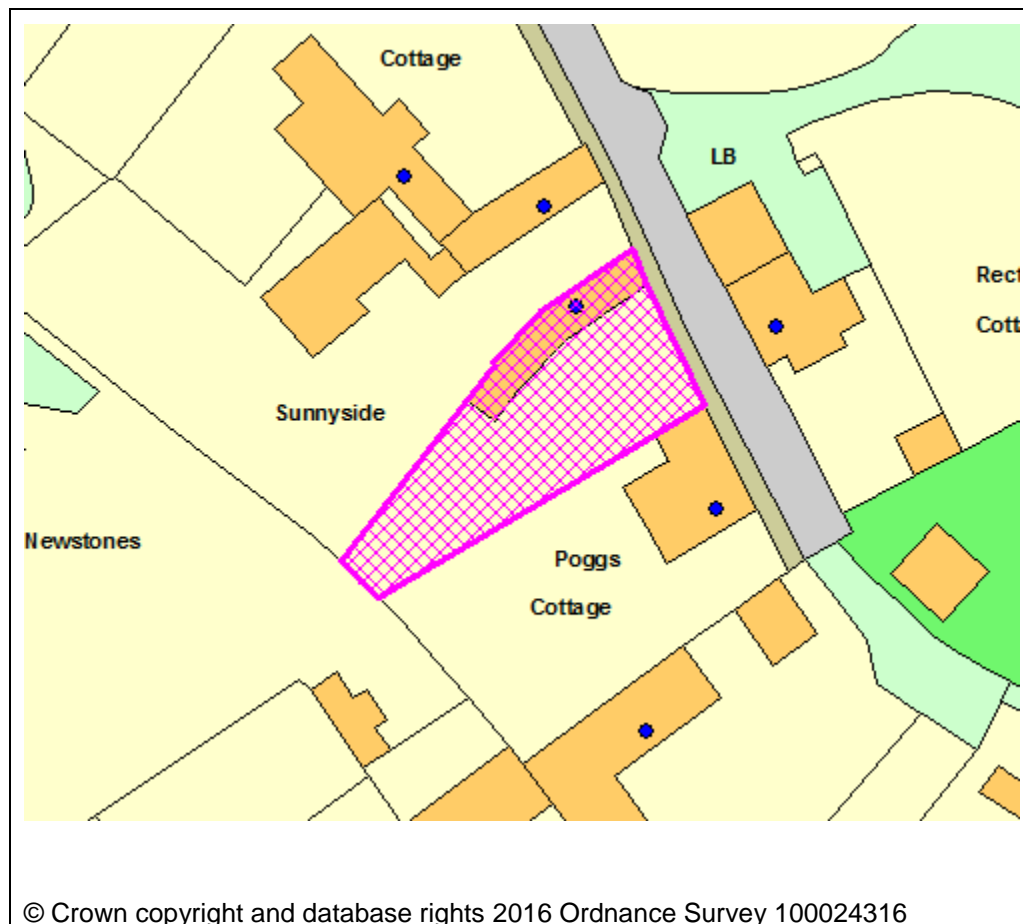 Cottage
LB
Rect
Cott
Sunnyside
Newstones
Poggs
Cottage
© Crown copyright and database rights 2016 Ordnance Survey 100024316